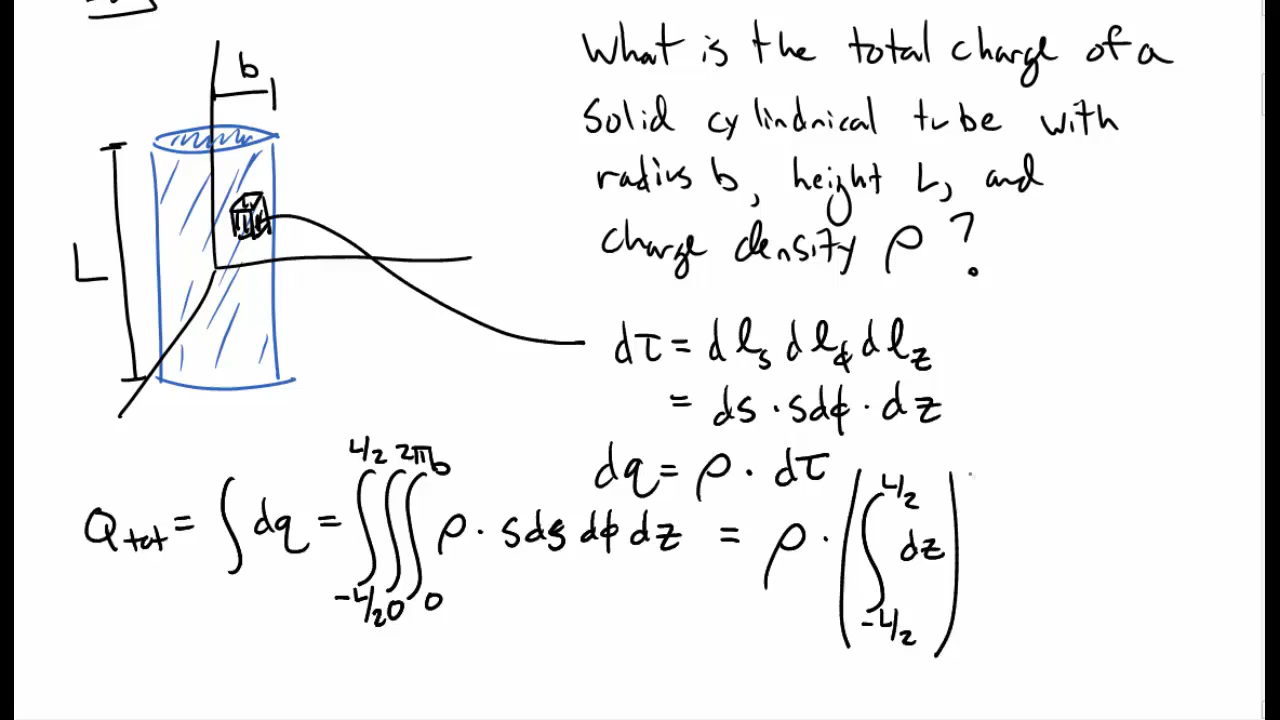 b
L
What is the total charge of a
solid cylindrical tube with
radius b, height L, and
charge density ρ?
dτ = dℓ_s dℓ_ϕ dℓ_z
= ds · sdϕ · dz
dq = ρ · dτ
Q_tot = ∫ dq = ∫_{-L/2}^{L/2} ∫_0^{2π} ∫_0^b ρ · s ds dϕ dz = ρ · ( ∫_{-L/2}^{L/2} dz )